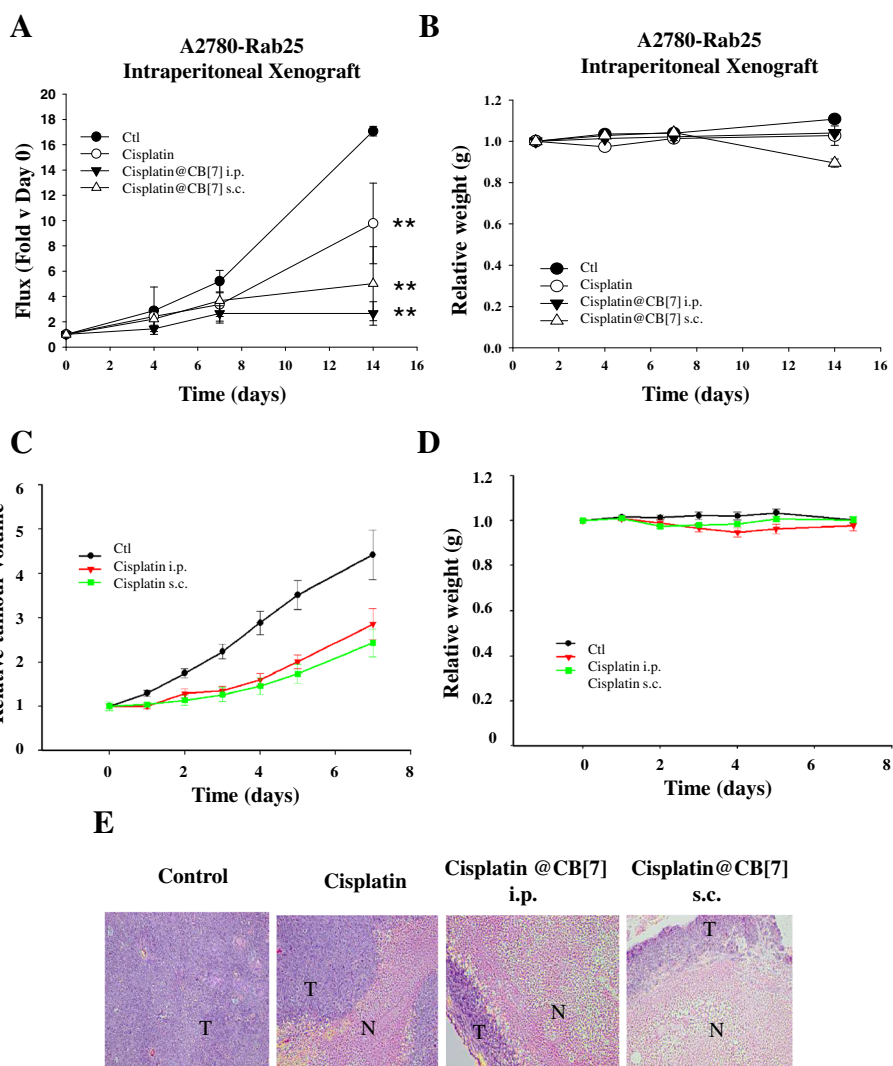 A
A2780-Rab25
Intraperitoneal Xenograft
Flux (Fold v Day 0)
20
18
16
14
12
10
8
6
4
2
0
Ctl
Cisplatin
Cisplatin@CB[7] i.p.
Cisplatin@CB[7] s.c.
**
**
**
0 2 4 6 8 10 12 14 16
Time (days)
B
A2780-Rab25
Intraperitoneal Xenograft
Relative weight (g)
1.2
1.0
0.8
0.6
0.4
0.2
0.0
Ctl
Cisplatin
Cisplatin@CB[7] i.p.
Cisplatin@CB[7] s.c.
0 2 4 6 8 10 12 14 16
Time (days)
C
Relative tumour volume
6
5
4
3
2
1
0
Ctl
Cisplatin i.p.
Cisplatin s.c.
0 2 4 6 8
Time (days)
D
Relative weight (g)
1.2
1.0
0.8
0.6
0.4
0.2
0
Ctl
Cisplatin i.p.
Cisplatin s.c.
0 2 4 6 8
Time (days)
E
Control
Cisplatin
Cisplatin @CB[7]
i.p.
Cisplatin@CB[7]
s.c.
T
T
N
T
N
T
N